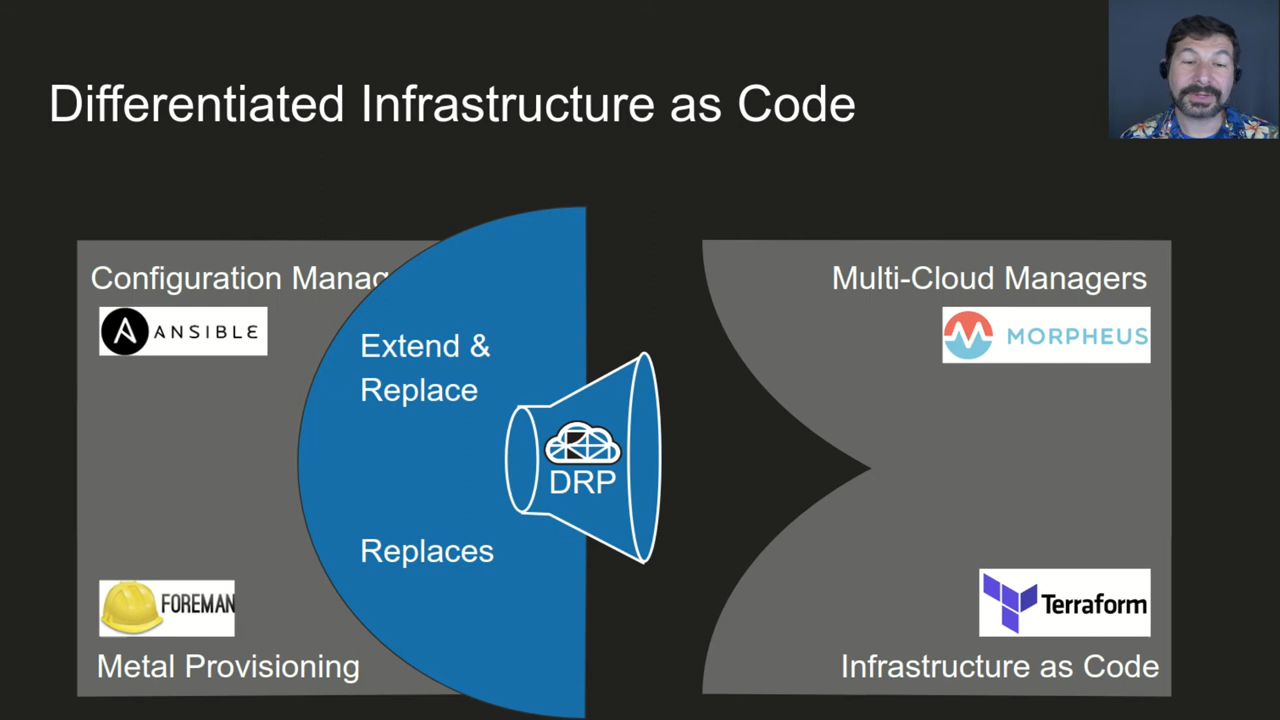 Differentiated Infrastructure as Code
Configuration Manag
ANSIBLE
Extend &
Replace
DRP
Replaces
FOREMAN
Metal Provisioning
Multi-Cloud Managers
MORPHEUS
Terraform
Infrastructure as Code